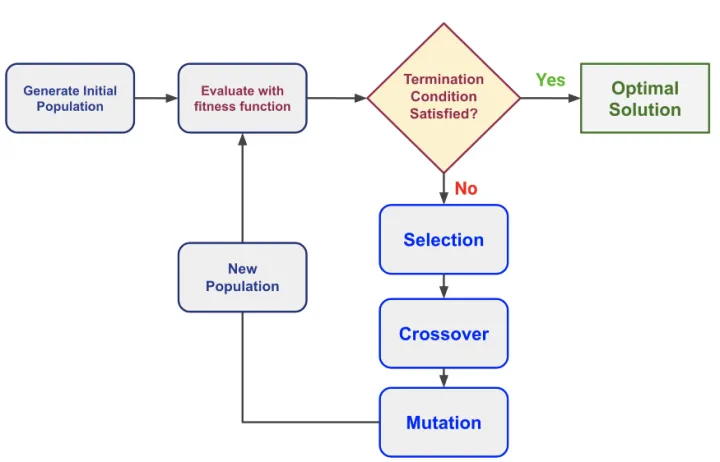 Generate Initial
Population
Evaluate with
fitness function
Termination
Condition
Satisfied?
Yes
Optimal
Solution
No
Selection
New
Population
Crossover
Mutation